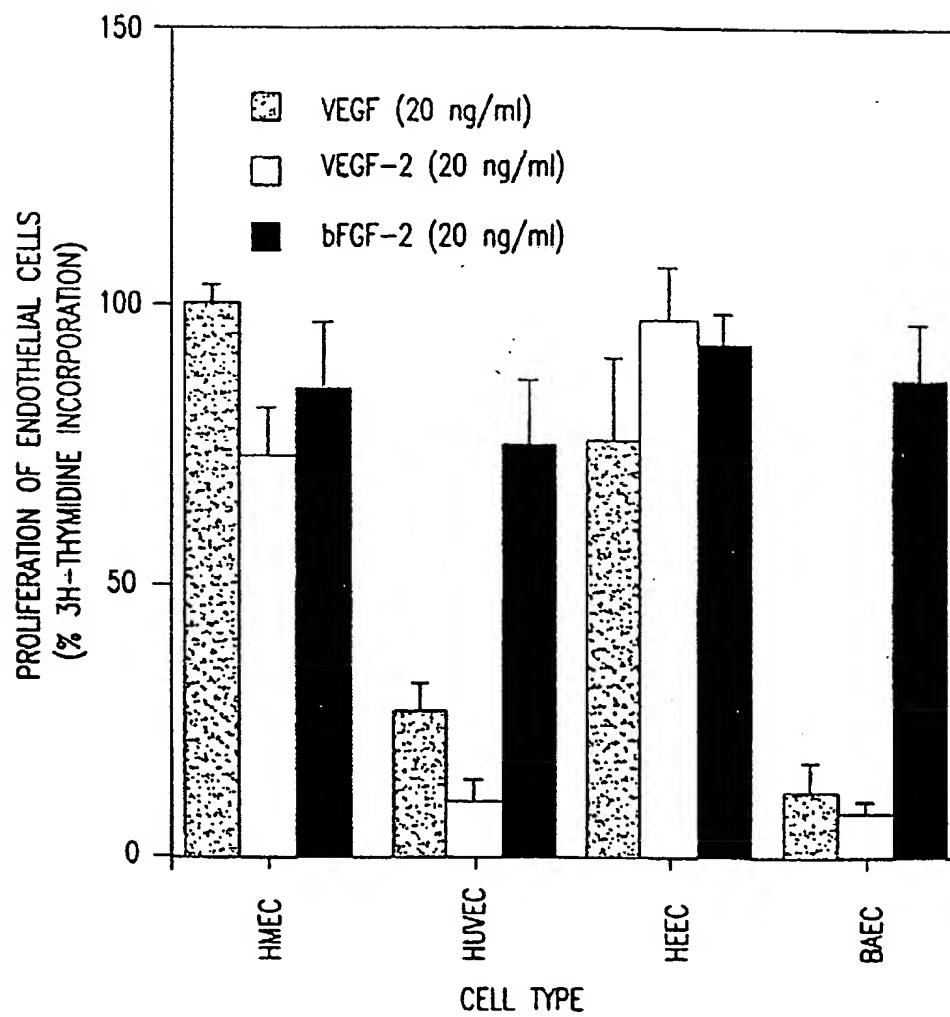 150
VEGF (20 ng/ml)
VEGF-2 (20 ng/ml)
bFGF-2 (20 ng/ml)
100
50
0
PROLIFERATION OF ENDOTHELIAL CELLS
(% 3H-THYMIDINE INCORPORATION)
HMEC
HUVEC
HEEC
BAEC
CELL TYPE